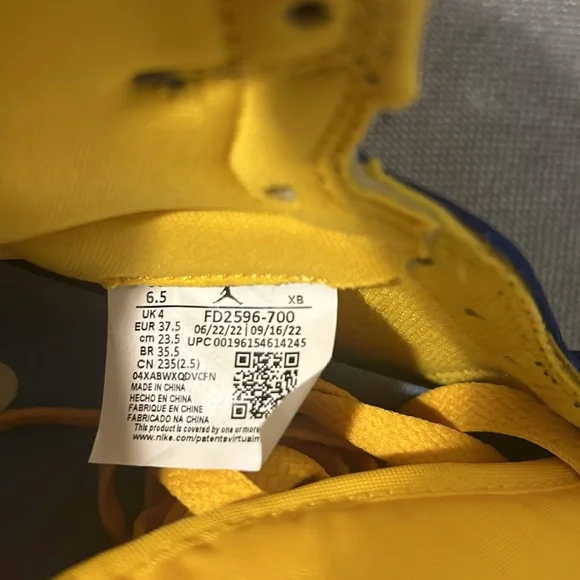 6.5 XB
UK 4 FD2596-700
EUR 37.5 06/22/22 | 09/16/22
cm 23.5 UPC 00196154614245
BR 35.5
CN 235(2.5)
04XABWXQDVCFN
MADE IN CHINA
HECHO EN CHINA
FABRIQUE EN CHINE
FABRICADO NA CHINA
This product is covered by one or more
www.nike.com/patents